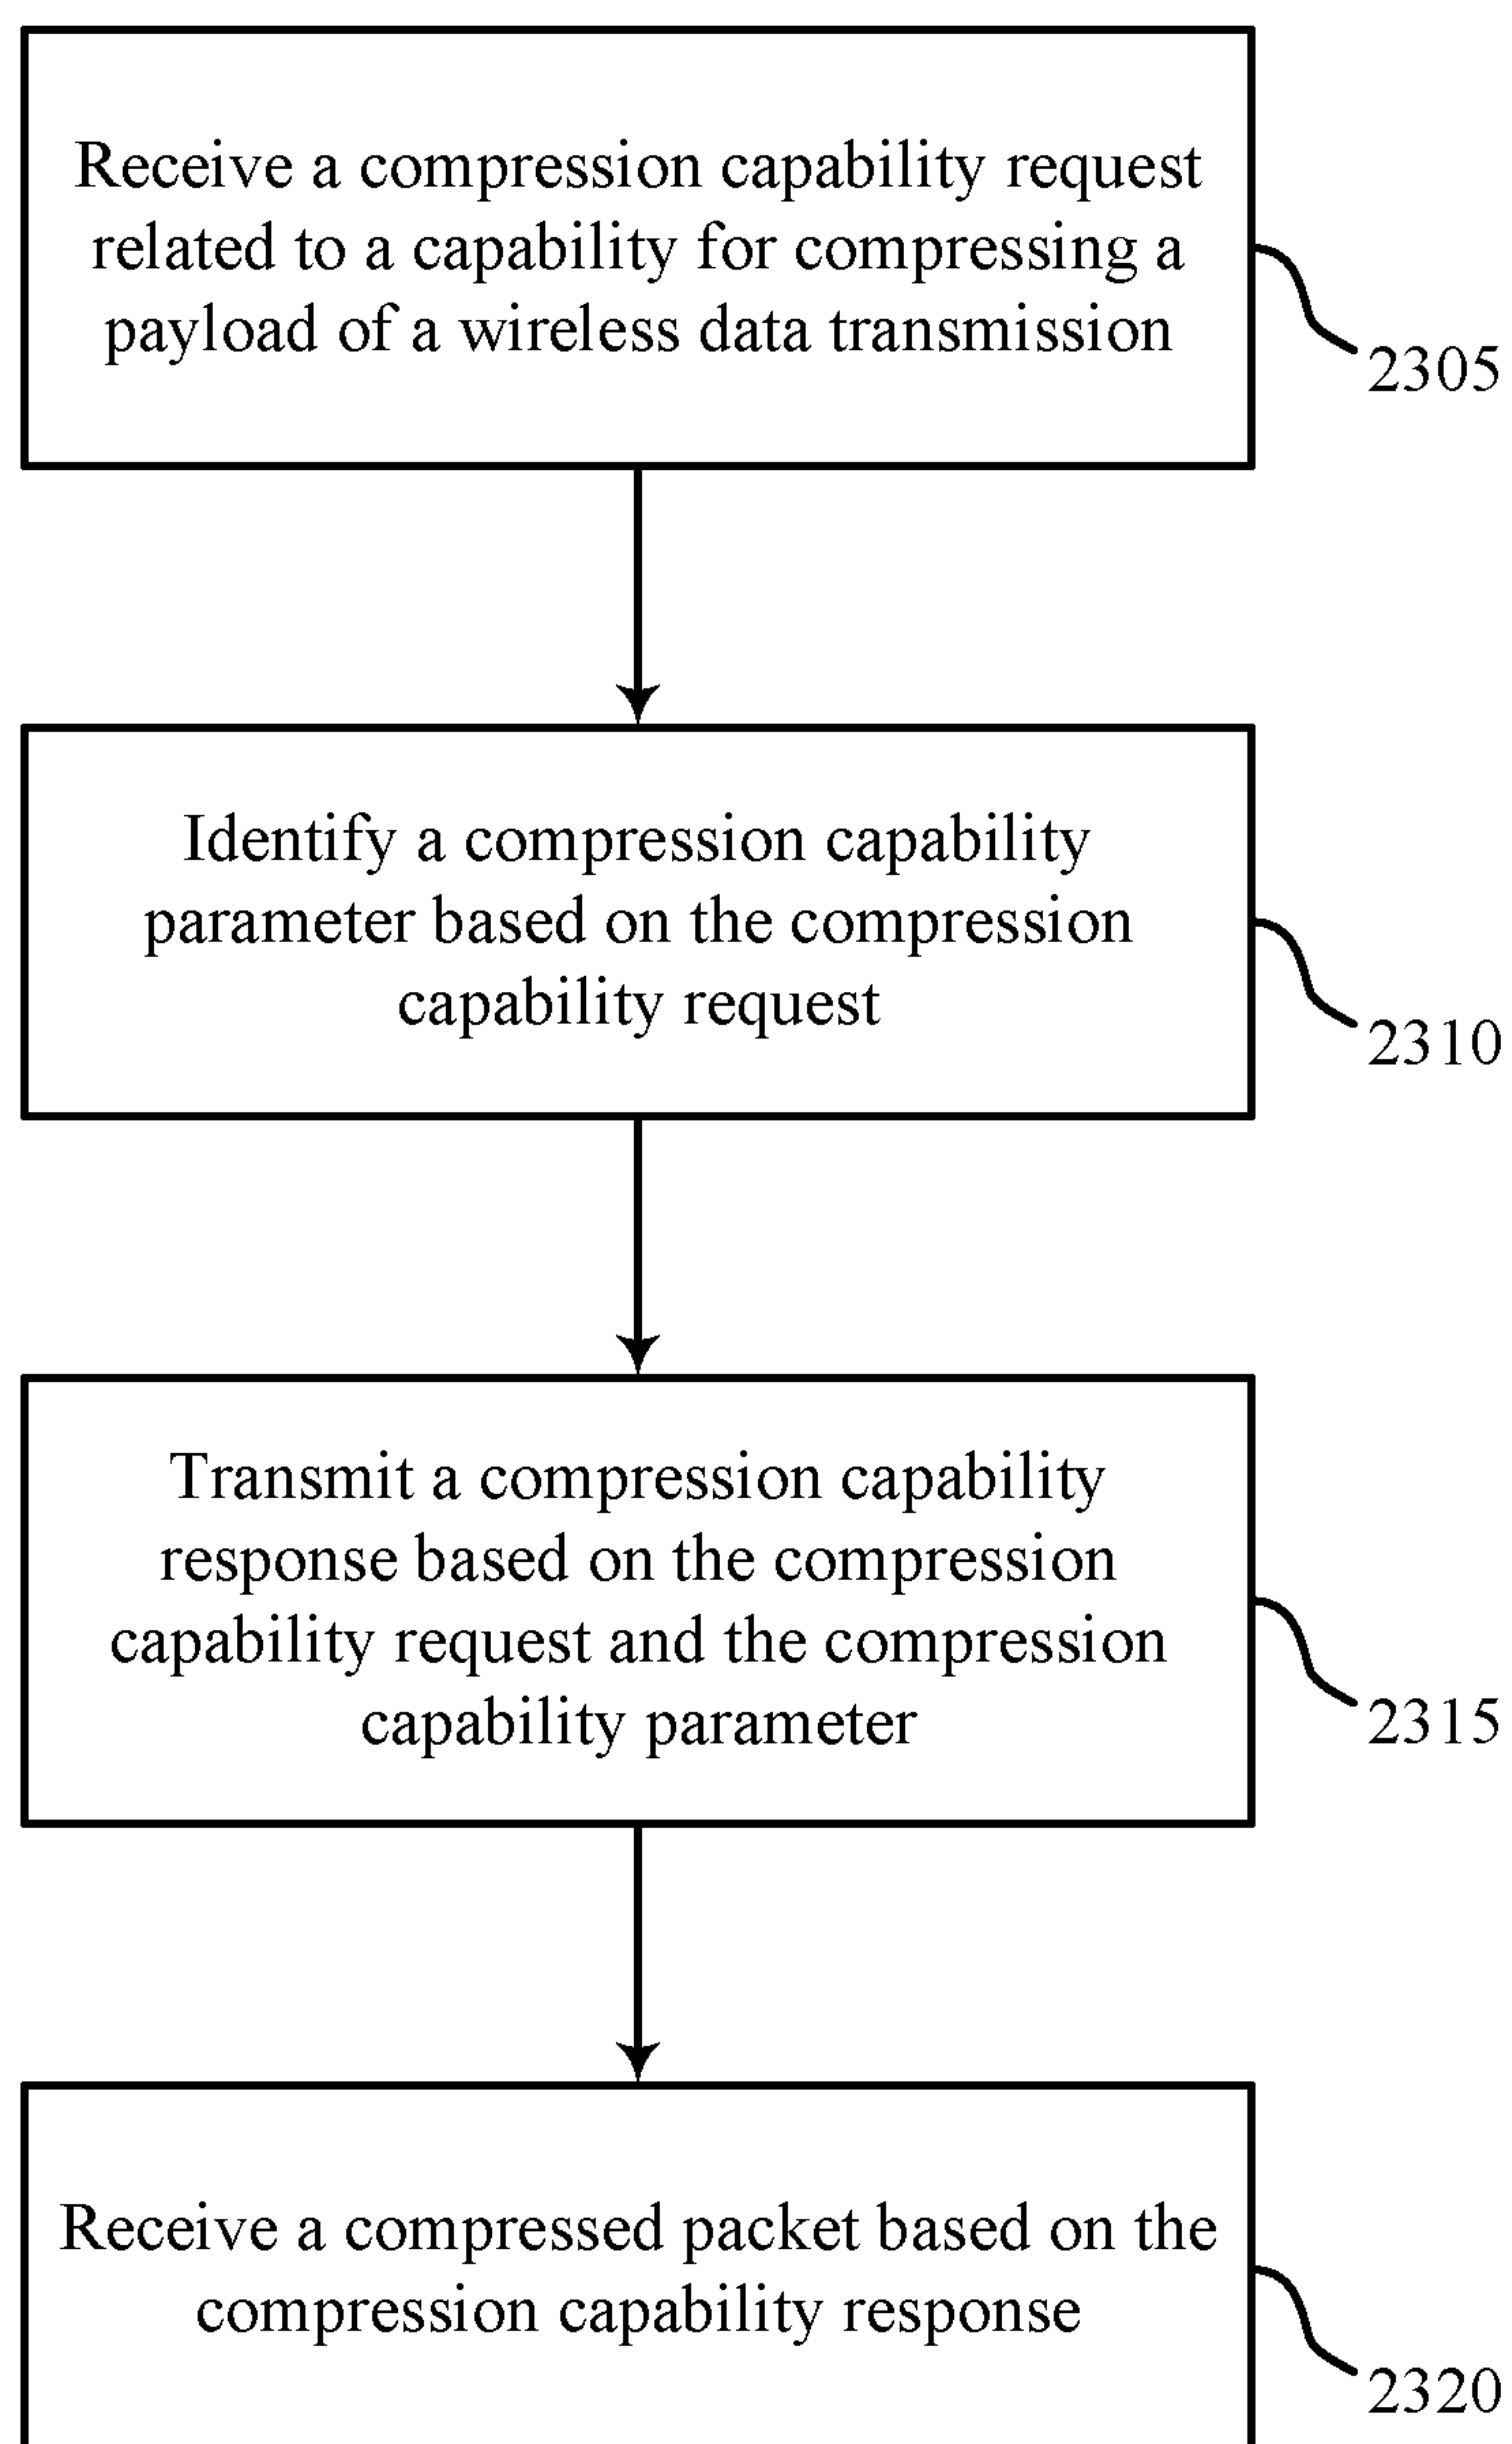 Receive a compression capability request
related to a capability for compressing a
payload of a wireless data transmission
2305
Identify a compression capability
parameter based on the compression
capability request
2310
Transmit a compression capability
response based on the compression
capability request and the compression
capability parameter
2315
Receive a compressed packet based on the
compression capability response
2320